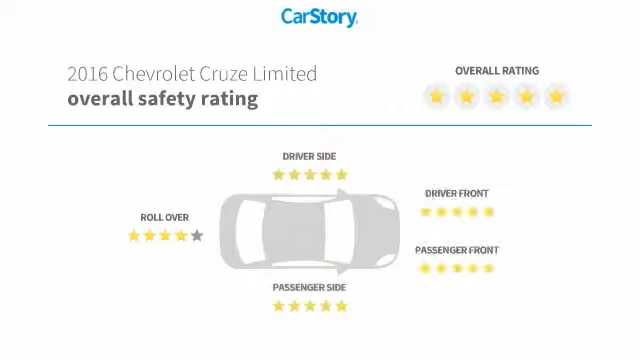 CarStory.
2016 Chevrolet Cruze Limited
overall safety rating
OVERALL RATING
DRIVER SIDE
DRIVER FRONT
ROLL OVER
PASSENGER FRONT
PASSENGER SIDE